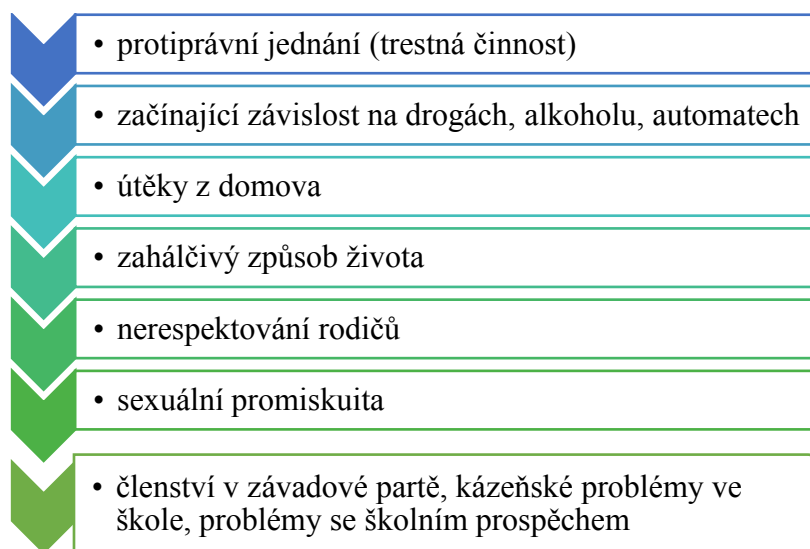 • protiprávní jednání (trestná činnost)
• začínající závislost na drogách, alkoholu, automatech
• útěky z domova
• zahálčivý způsob života
• nerespektování rodičů
• sexuální promiskuita
• členství v závadové partě, kázeňské problémy ve
škole, problémy se školním prospěchem